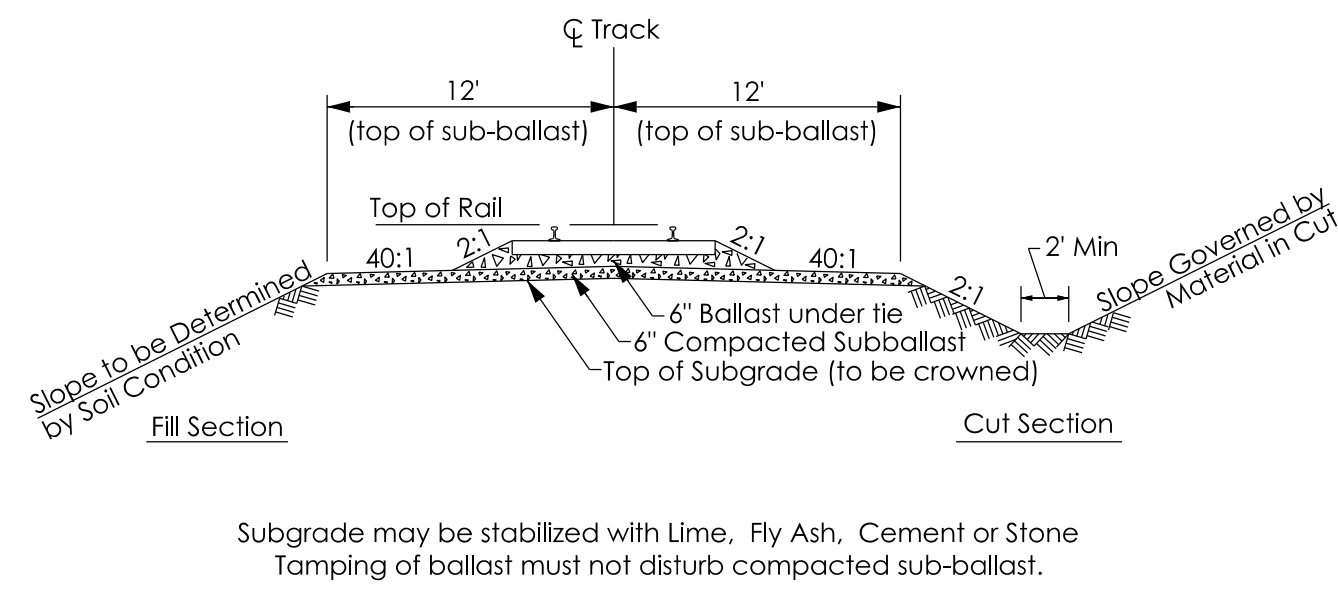 ℄ Track
12'
12'
(top of sub-ballast)
(top of sub-ballast)
Top of Rail
40:1
2:1
2:1
40:1
2' Min
2:1
Slope to be Determined
by Soil Condition
Slope Governed by
Material in Cut
6" Ballast under tie
6" Compacted Subballast
Top of Subgrade (to be crowned)
Fill Section
Cut Section
Subgrade may be stabilized with Lime, Fly Ash, Cement or Stone
Tamping of ballast must not disturb compacted sub-ballast.